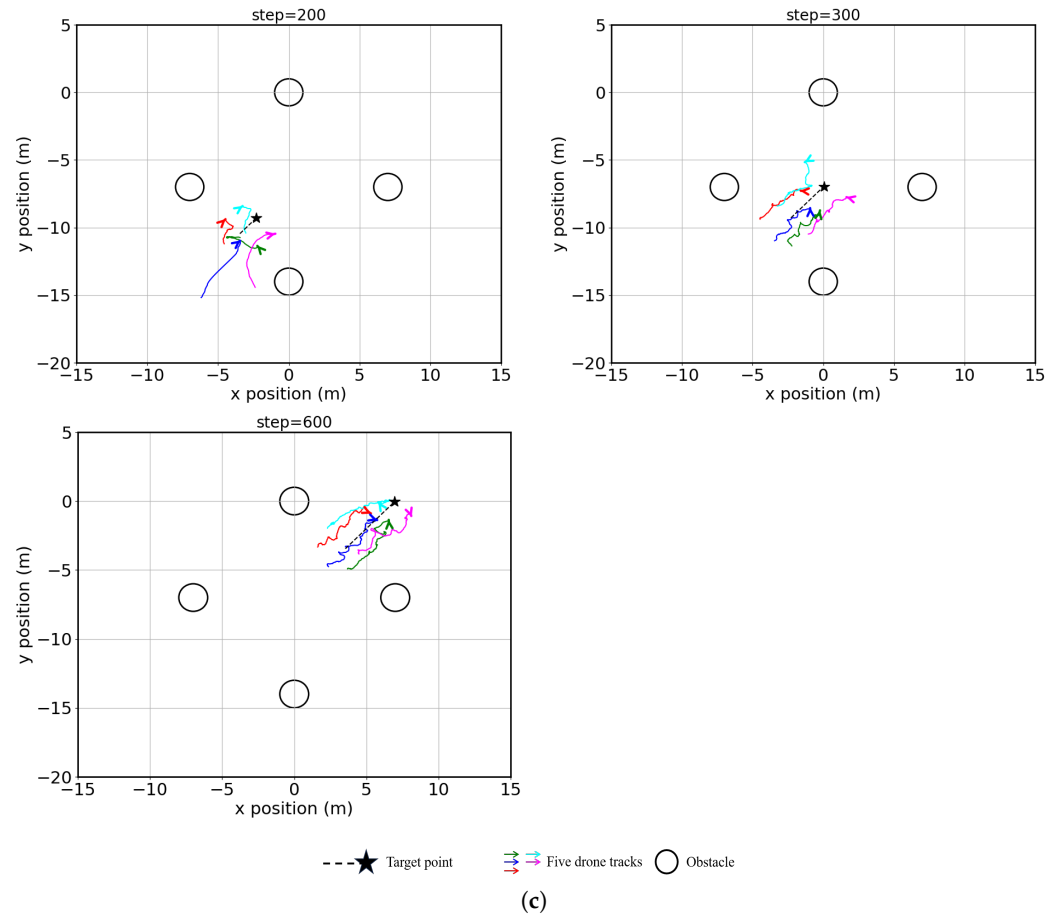 step=200
5
0
−5
−10
−15
−20
y position (m)
−15 −10 −5 0 5 10 15
x position (m)
step=300
5
0
−5
−10
−15
−20
y position (m)
−15 −10 −5 0 5 10 15
x position (m)
step=600
5
0
−5
−10
−15
−20
y position (m)
−15 −10 −5 0 5 10 15
x position (m)
Target point Five drone tracks Obstacle
(c)